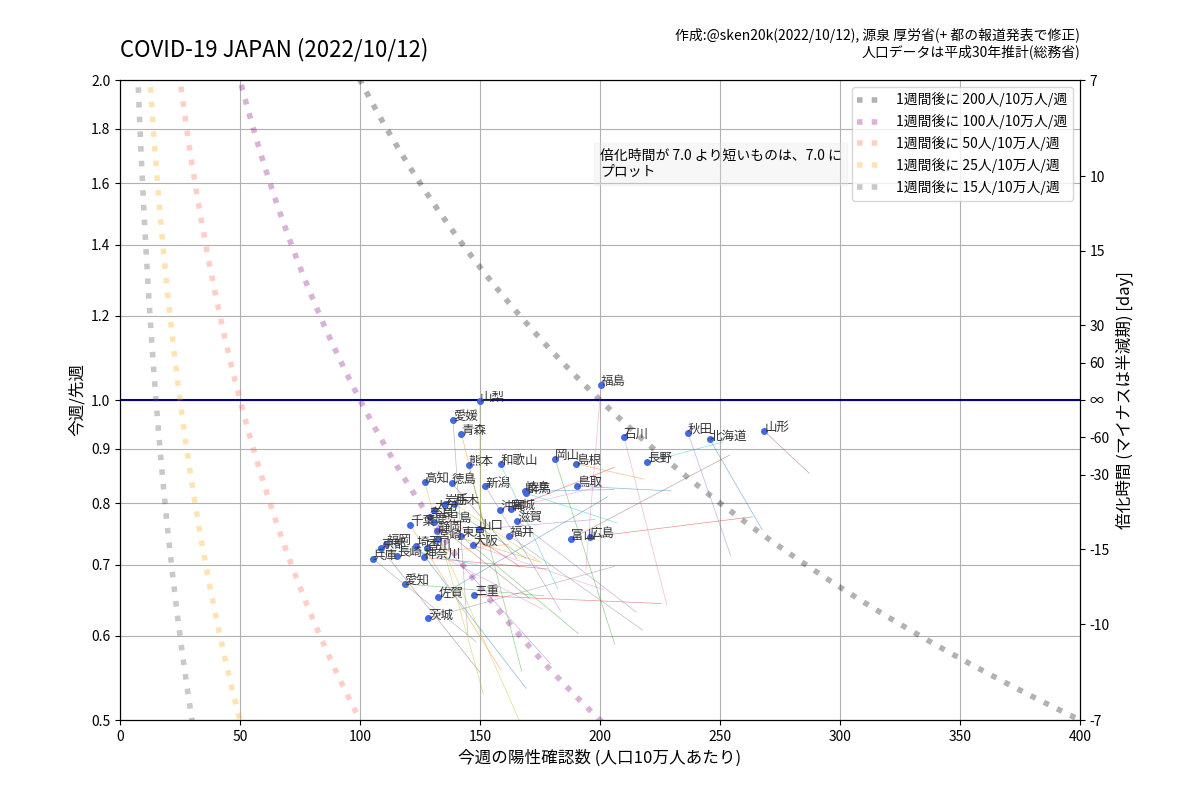 COVID-19 JAPAN (2022/10/12)
作成:@sken20k(2022/10/12), 源泉 厚労省(+ 都の報道発表で修正)
人口データは平成30年推計(総務省)
1週間後に 200人/10万人/週
1週間後に 100人/10万人/週
1週間後に 50人/10万人/週
1週間後に 25人/10万人/週
1週間後に 15人/10万人/週
倍化時間が 7.0 より短いものは、7.0 に
プロット
2.0
1.8
1.6
1.4
1.2
1.0
0.9
0.8
0.7
0.6
0.5
今週/先週
7
10
15
30
60
∞
-60
-30
-15
-10
-7
倍化時間 (マイナスは半減期) [day]
福島
山梨
愛媛
青森
石川
秋田
北海道
山形
熊本
和歌山
岡山
島根
長野
高知
徳島
新潟
鳥取
群馬
滋賀
山口
福井
富山
広島
東京
大阪
千葉
福岡
兵庫
長崎
神奈川
愛知
佐賀
三重
茨城
0
50
100
150
200
250
300
350
400
今週の陽性確認数 (人口10万人あたり)